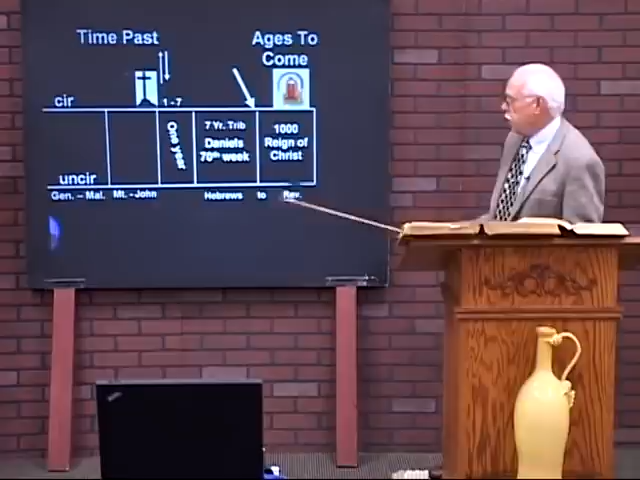 Time Past
Ages To
Come
cir
1-7
One year
7 Yr. Trib
Daniels
70th week
1000
Reign of
Christ
uncir
Gen. - Mal.
Mt. - John
Hebrews to Rev.